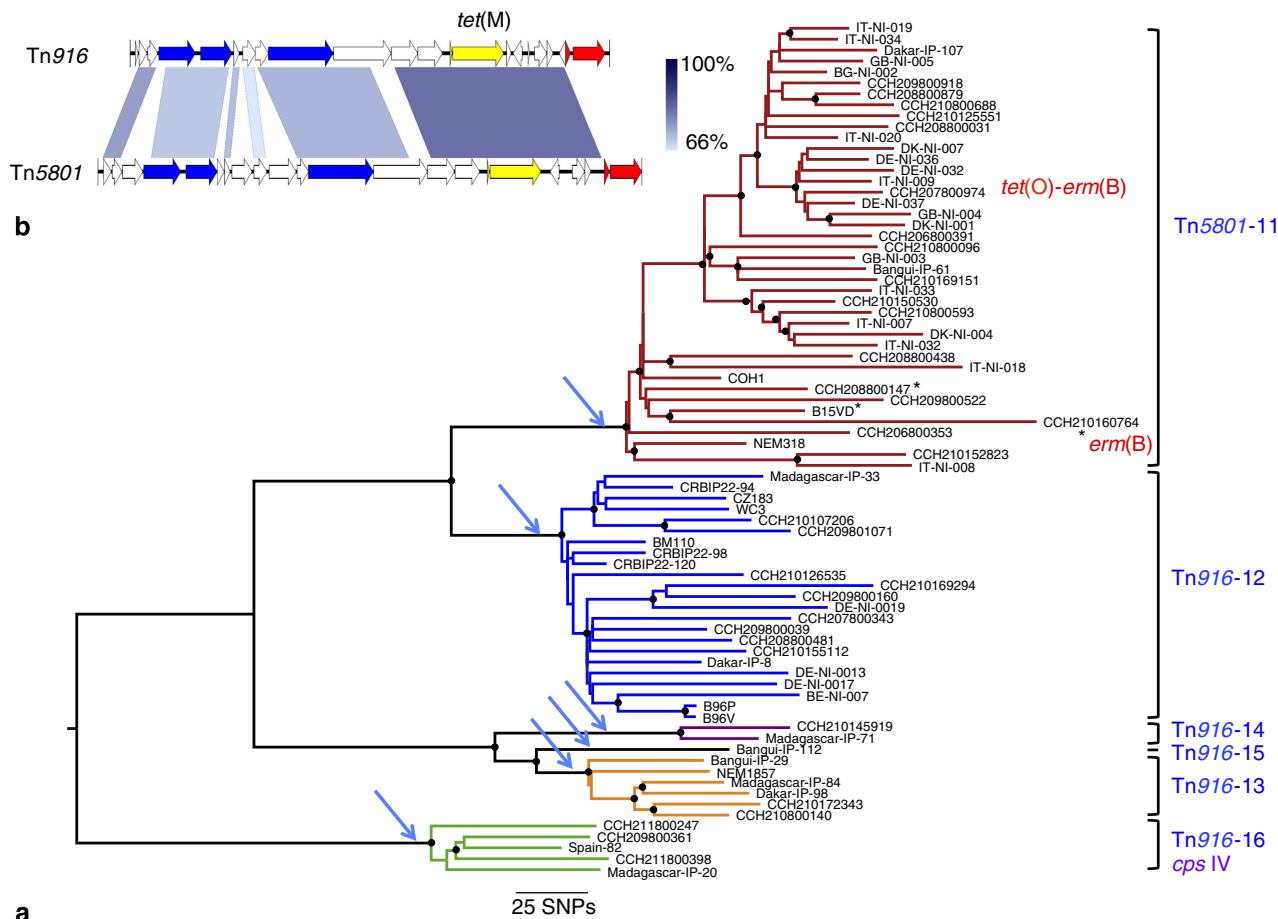 tet(M)
Tn916
100%
66%
Tn5801
b
IT-NI-019
IT-NI-034
Dakar-IP-107
GB-NI-005
BG-NI-002
CCH209800918
CCH208800879
CCH210800688
CCH210125551
CCH208800031
IT-NI-020
DK-NI-007
DE-NI-036
DE-NI-032
IT-NI-009
CCH207800974
DE-NI-037
GB-NI-004
DK-NI-001
CCH206800391
CCH210800096
GB-NI-003
Bangui-IP-61
CCH210169151
IT-NI-033
CCH210150530
CCH210800593
IT-NI-007
DK-NI-004
IT-NI-032
CCH208800438
IT-NI-018
COH1
CCH208800147 *
CCH209800522
B15VD *
CCH210160764
CCH206800353
NEM318
CCH210152823
IT-NI-008
tet(O)-erm(B)
Tn5801-11
* erm(B)
Madagascar-IP-33
CRBIP22-94
CZ183
WC3
CCH210107206
CCH209801071
BM110
CRBIP22-98
CRBIP22-120
CCH210126535
CCH210169294
CCH209800160
DE-NI-0019
CCH207800343
CCH209800039
CCH208800481
CCH210155112
Dakar-IP-8
DE-NI-0013
DE-NI-0017
BE-NI-007
B96P
B96V
Tn916-12
CCH210145919
Madagascar-IP-71
Tn916-14
Bangui-IP-112
Tn916-15
Bangui-IP-29
NEM1857
Madagascar-IP-84
Dakar-IP-98
CCH210172343
CCH210800140
Tn916-13
CCH211800247
CCH209800361
Spain-82
CCH211800398
Madagascar-IP-20
Tn916-16
cps IV
25 SNPs
a